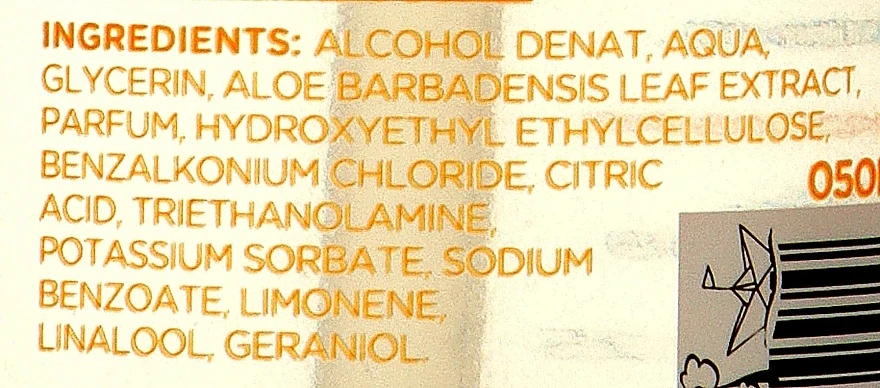 INGREDIENTS: ALCOHOL DENAT, AQUA,
GLYCERIN, ALOE BARBADENSIS LEAF EXTRACT,
PARFUM, HYDROXYETHYL ETHYLCELLULOSE,
BENZALKONIUM CHLORIDE, CITRIC
ACID, TRIETHANOLAMINE,
POTASSIUM SORBATE, SODIUM
BENZOATE, LIMONENE,
LINALOOL, GERANIOL.
050